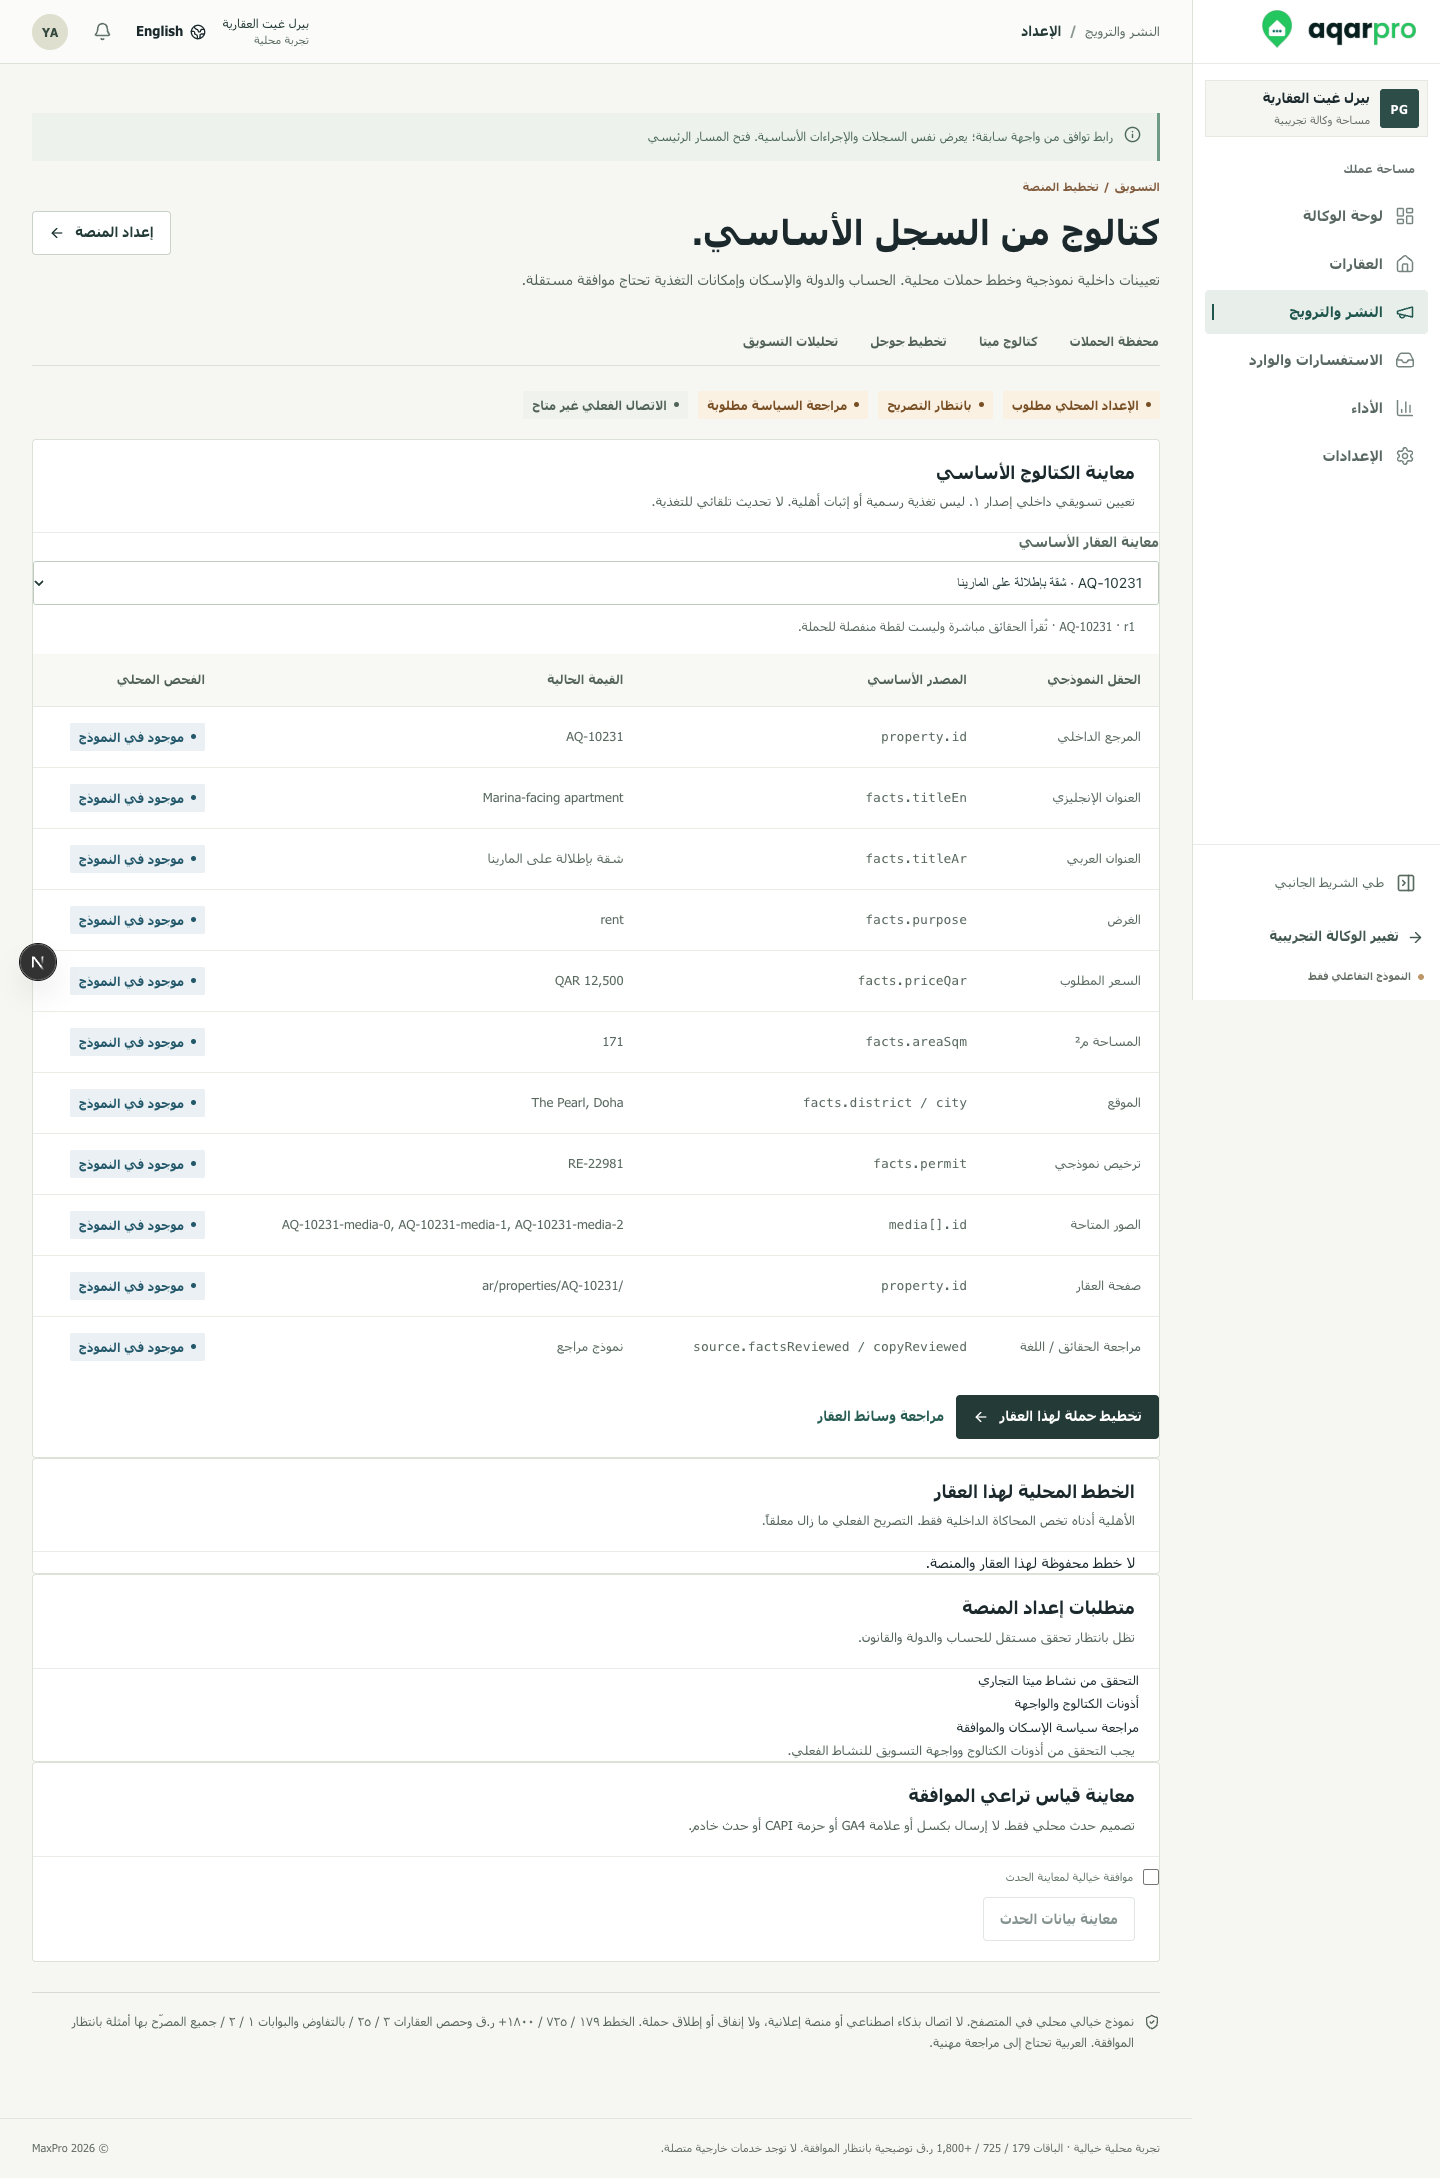 aqarpro
النشر والترويج / الإعداد
بيرل غيت العقارية
تجربة محلية
English
YA
PG
بيرل غيت العقارية
مساحة وكالة تجريبية
مساحة عملك
لوحة الوكالة
العقارات
النشر والترويج
الاستفسارات والوارد
الأداء
الإعدادات
طي الشريط الجانبي
تغيير الوكالة التجريبية
النموذج التفاعلي فقط
رابط توافق من واجهة سابقة؛ يعرض نفس السجلات والإجراءات الأساسية. فتح المسار الرئيسي
التسويق / تخطيط المنصة
كتالوج من السجل الأساسي.
إعداد المنصة
تعيينات داخلية نموذجية وخطط حملات محلية. الحساب والدولة والإسكان وإمكانات التغذية تحتاج موافقة مستقلة.
محفظة الحملات
كتالوج ميتا
تخطيط جوجل
تحليلات التسويق
الإعداد المحلي مطلوب
بانتظار التصريح
مراجعة السياسة مطلوبة
الاتصال الفعلي غير متاح
معاينة الكتالوج الأساسي
تعيين تسويقي داخلي إصدار ١. ليس تغذية رسمية أو إثبات أهلية. لا تحديث تلقائي للتغذية.
معاينة العقار الأساسي
AQ-10231 · شقة بإطلالة على المارينا
AQ-10231 · r1 · تُقرأ الحقائق مباشرة وليست لقطة منفصلة للحملة.
الحقل النموذجي المصدر الأساسي القيمة الحالية الفحص المحلي
المرجع الداخلي property.id AQ-10231 موجود في النموذج
العنوان الإنجليزي facts.titleEn Marina-facing apartment موجود في النموذج
العنوان العربي facts.titleAr شقة بإطلالة على المارينا موجود في النموذج
الغرض facts.purpose rent موجود في النموذج
السعر المطلوب facts.priceQar QAR 12,500 موجود في النموذج
المساحة م² facts.areaSqm 171 موجود في النموذج
الموقع facts.district / city The Pearl, Doha موجود في النموذج
ترخيص نموذجي facts.permit RE-22981 موجود في النموذج
الصور المتاحة media[].id AQ-10231-media-0, AQ-10231-media-1, AQ-10231-media-2 موجود في النموذج
صفحة العقار property.id ar/properties/AQ-10231/ موجود في النموذج
مراجعة الحقائق / اللغة source.factsReviewed / copyReviewed نموذج مراجع موجود في النموذج
تخطيط حملة لهذا العقار
مراجعة وسائط العقار
الخطط المحلية لهذا العقار
الأهلية أدناه تخص المحاكاة الداخلية فقط. التصريح الفعلي ما زال معلقاً.
لا خطط محفوظة لهذا العقار والمنصة.
متطلبات إعداد المنصة
تظل بانتظار تحقق مستقل للحساب والدولة والقانون.
التحقق من نشاط ميتا التجاري
أذونات الكتالوج والواجهة
مراجعة سياسة الإسكان والموافقة
يجب التحقق من أذونات الكتالوج وواجهة التسويق للنشاط الفعلي.
معاينة قياس تراعي الموافقة
تصميم حدث محلي فقط. لا إرسال بكسل أو علامة GA4 أو حزمة CAPI أو حدث خادم.
موافقة خيالية لمعاينة الحدث
معاينة بيانات الحدث
نموذج خيالي محلي في المتصفح. لا اتصال بذكاء اصطناعي أو منصة إعلانية، ولا إنفاق أو إطلاق حملة. الخطط ١٧٩ / ٧٢٥ / ١٨٠٠+ ر.ق وحصص العقارات ٣ / ٢٥ / بالتفاوض والبوابات ١ / ٢ / جميع المصرّح بها أمثلة بانتظار
الموافقة. العربية تحتاج إلى مراجعة مهنية.
تجربة محلية خيالية · الباقات 179 / 725 / 1,800+ ر.ق توضيحية بانتظار الموافقة. لا توجد خدمات خارجية متصلة.
© 2026 MaxPro